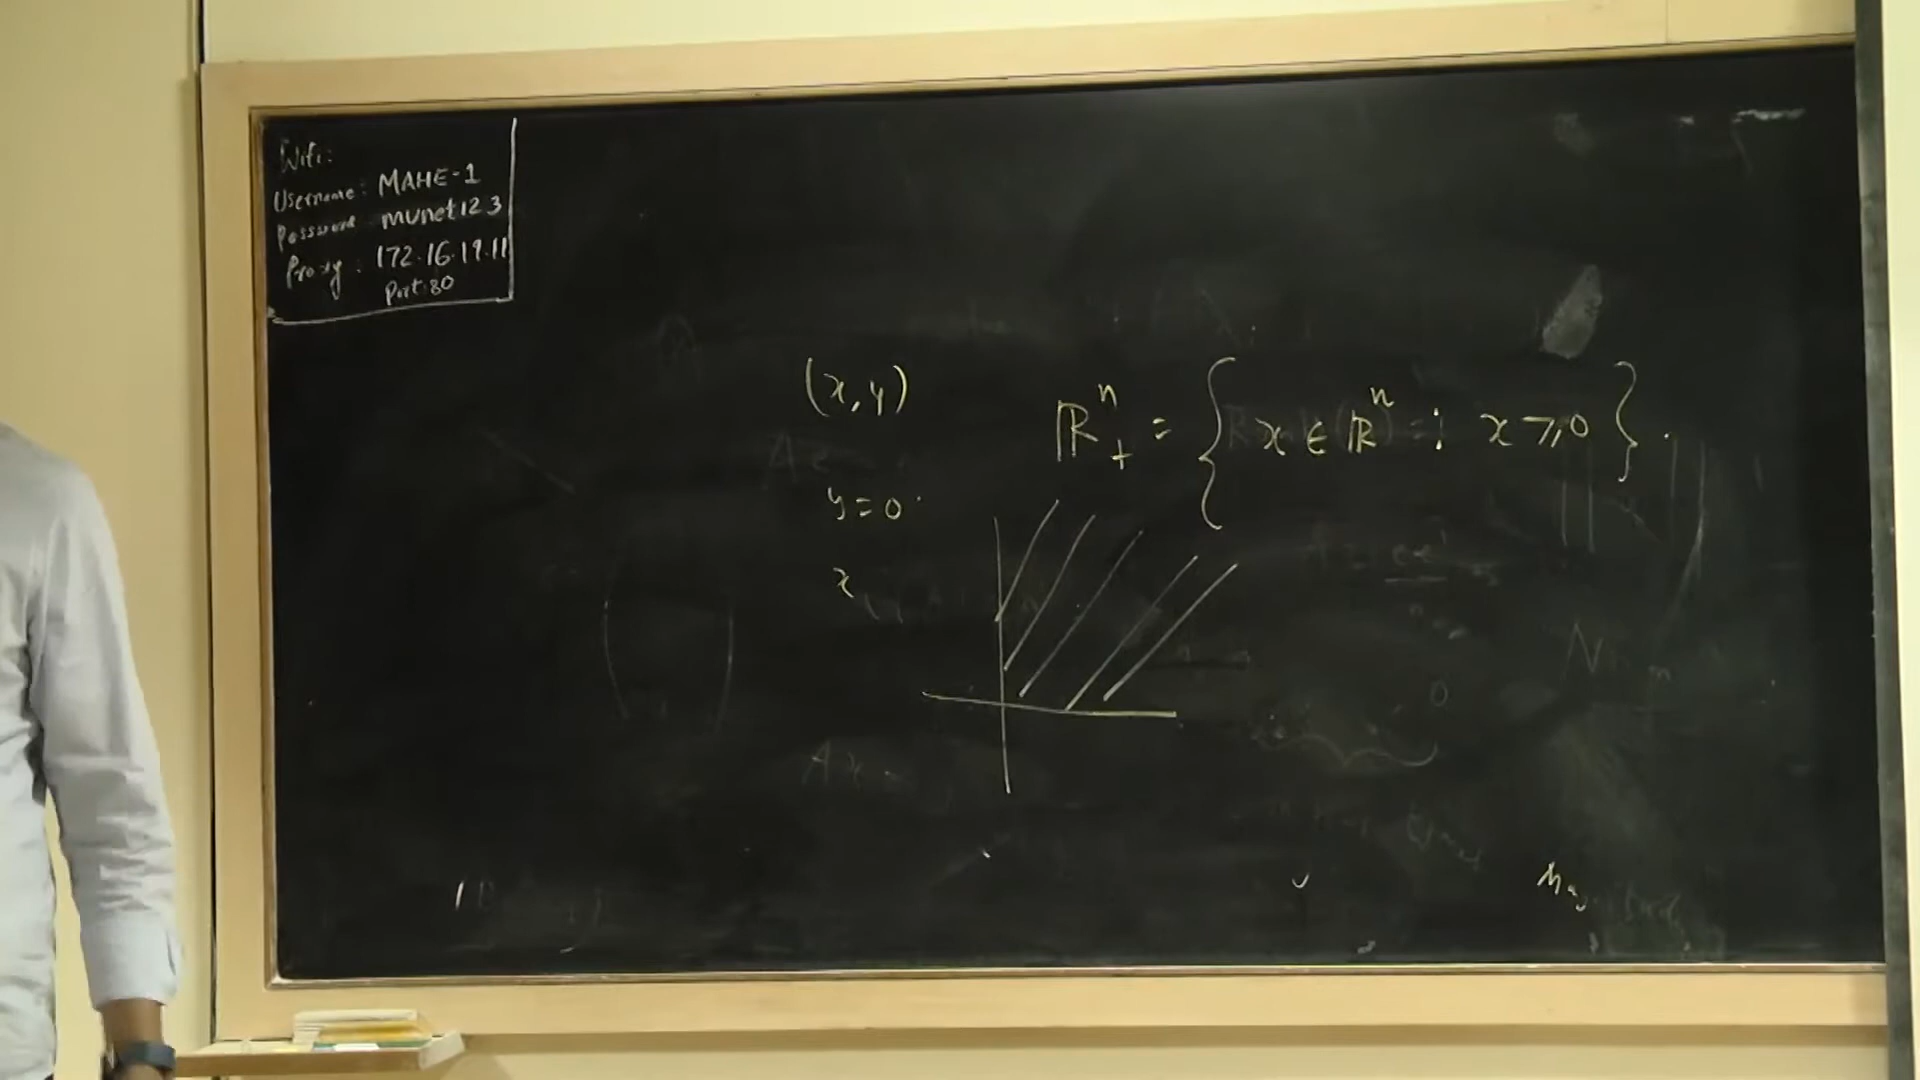 Wifi:
Username: MAHE-1
Password munet123
Proxy: 172.16.19.11
Port:80
(x,y)
ℝⁿ₊ = { x ∈ ℝⁿ : x ⩾ 0 }.
y=0
x